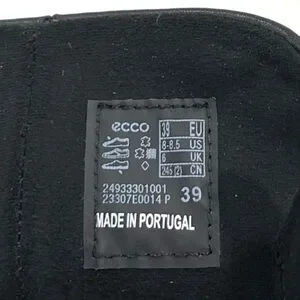 ecco
39 EU
8-8.5 US
6 UK
245(2) CN
24933301001
23307E0014 P 39
MADE IN PORTUGAL